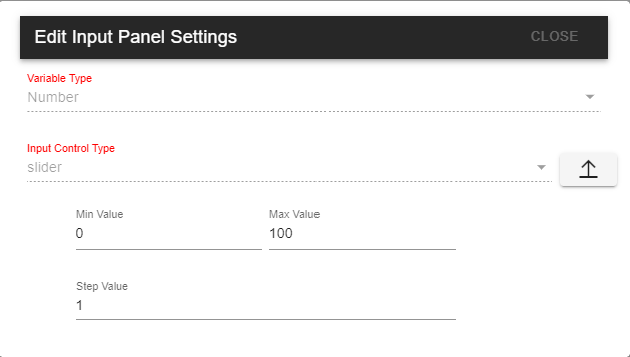 Edit Input Panel Settings CLOSE
Variable Type
Number
Input Control Type
slider
Min Value Max Value
0 100
Step Value
1